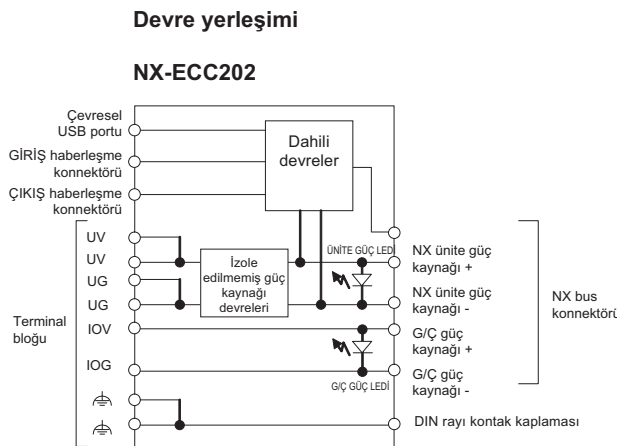 Devre yerleşimi
NX-ECC202
Çevresel
USB portu
GİRİŞ haberleşme
konnektörü
ÇIKIŞ haberleşme
konnektörü
Dahili
devreler
UV
UV
UG
UG
IOV
IOG
Terminal
bloğu
İzole
edilmemiş güç
kaynağı
devreleri
ÜNİTE GÜÇ LEDİ
G/Ç GÜÇ LEDİ
NX ünite güç
kaynağı +
NX ünite güç
kaynağı -
G/Ç güç
kaynağı +
G/Ç güç
kaynağı -
NX bus
konnektörü
DIN rayı kontak kaplaması